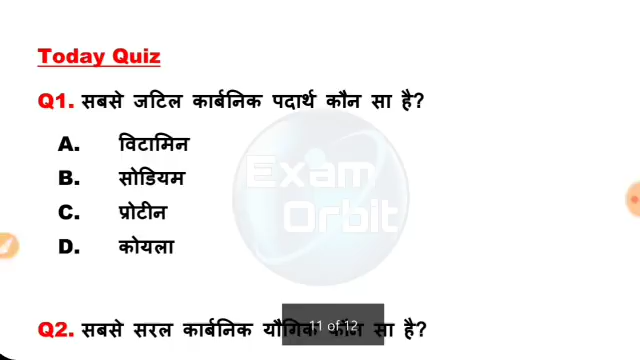 Today Quiz
Q1. सबसे जटिल कार्बनिक पदार्थ कौन सा है?
A. विटामिन
B. सोडियम
C. प्रोटीन
D. कोयला
Exam
Orbit
11 of 12
Q2. सबसे सरल कार्बनिक यौगिक कौन सा है?